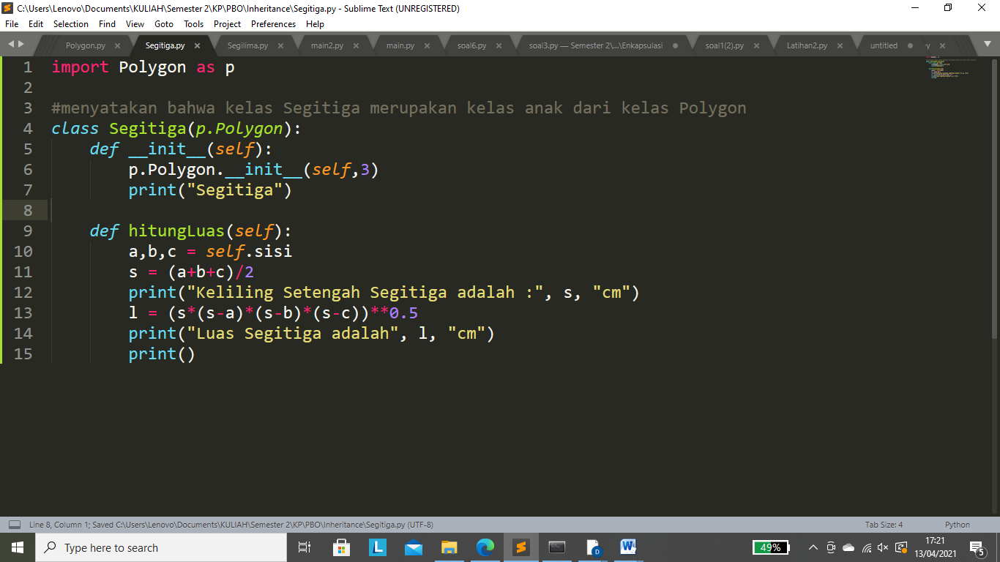 C:\Users\Lenovo\Documents\KULIAH\Semester 2\KP\PBO\Inheritance\Segitiga.py - Sublime Text (UNREGISTERED)
File Edit Selection Find View Goto Tools Project Preferences Help
Polygon.py Segitiga.py Segilima.py main2.py main.py soal6.py soal3.py — Semester 2\...\Enkapsulasi soal1(2).py Latihan2.py untitled
1 import Polygon as p
2
3 #menyatakan bahwa kelas Segitiga merupakan kelas anak dari kelas Polygon
4 class Segitiga(p.Polygon):
5     def __init__(self):
6         p.Polygon.__init__(self,3)
7         print("Segitiga")
8
9     def hitungLuas(self):
10         a,b,c = self.sisi
11         s = (a+b+c)/2
12         print("Keliling Setengah Segitiga adalah :", s, "cm")
13         l = (s*(s-a)*(s-b)*(s-c))**0.5
14         print("Luas Segitiga adalah", l, "cm")
15         print()
Line 8, Column 1; Saved C:\Users\Lenovo\Documents\KULIAH\Semester 2\KP\PBO\Inheritance\Segitiga.py (UTF-8) Tab Size: 4 Python
Type here to search
L
W
D
49%
17:21
13/04/2021
5